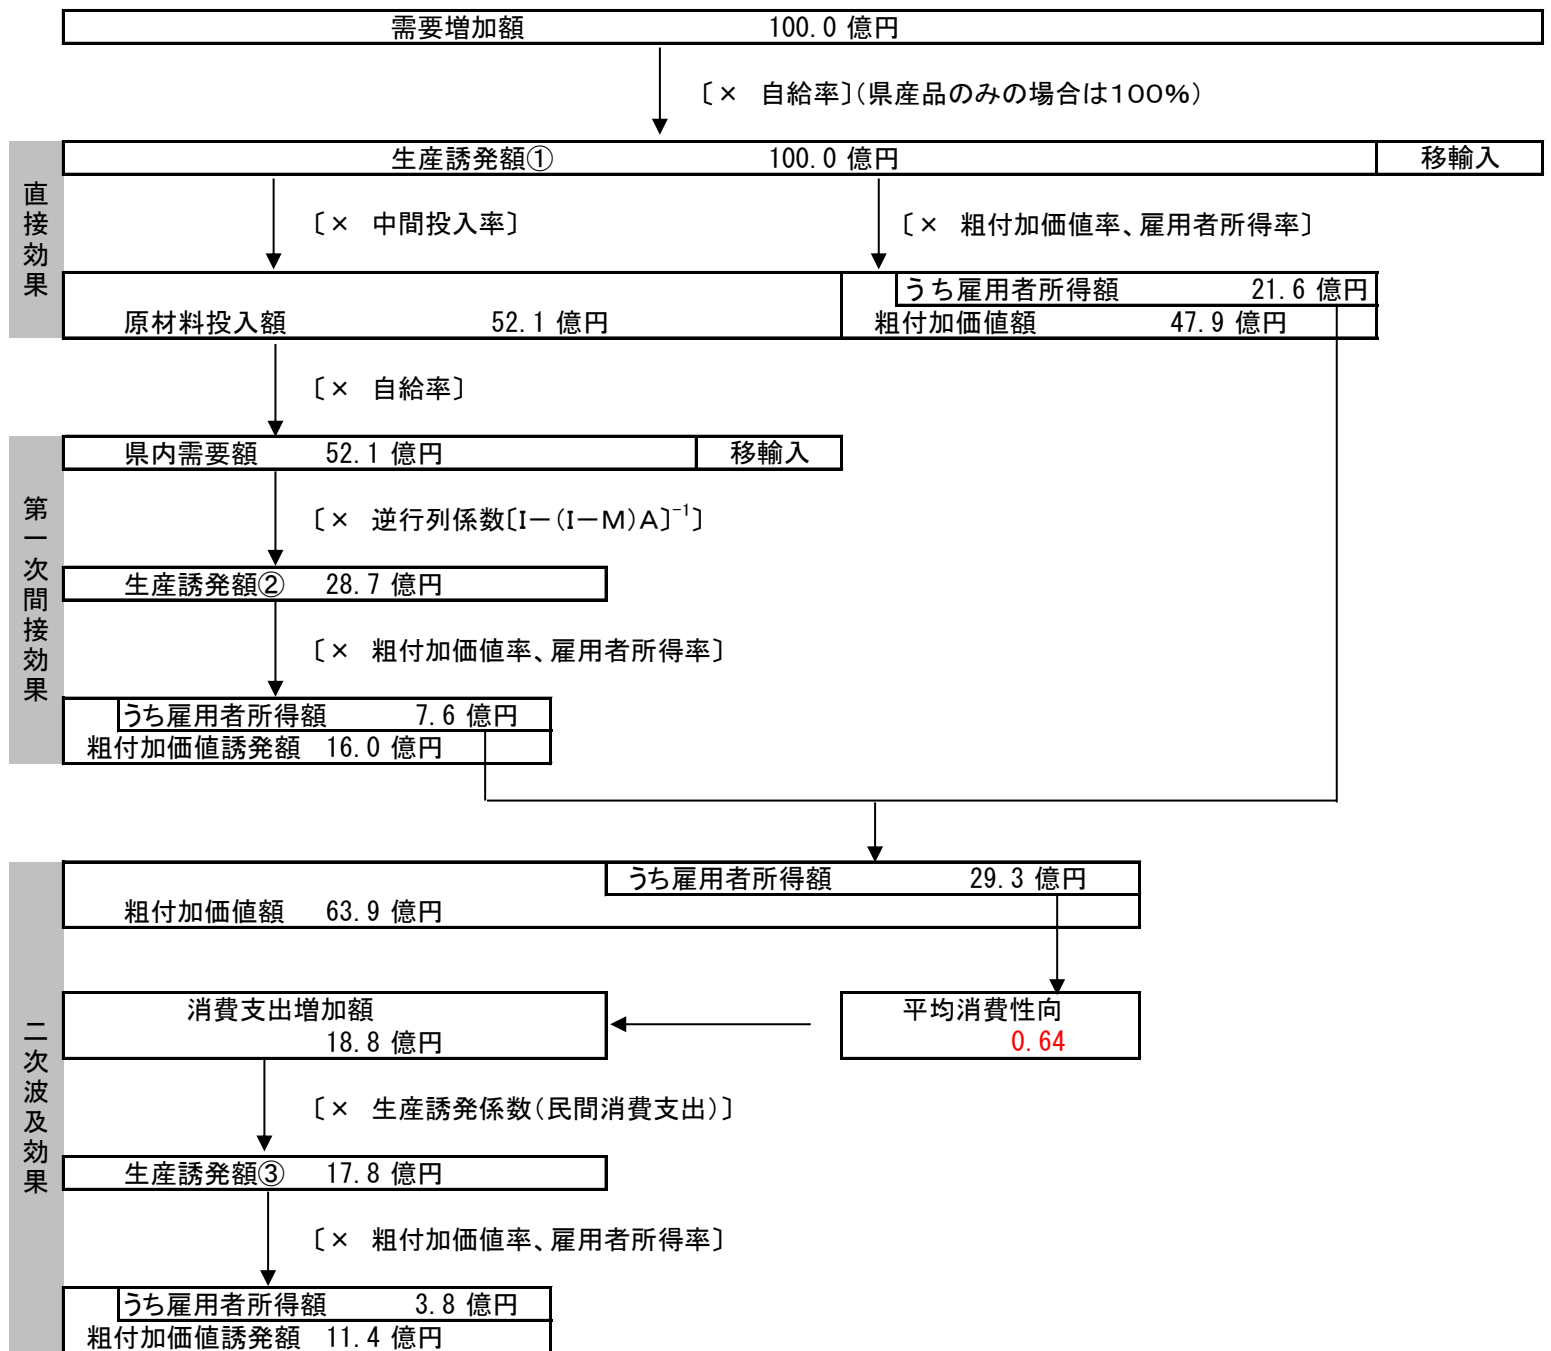 需要増加額 100.0 億円
〔× 自給率〕(県産品のみの場合は100%)
直接効果
生産誘発額① 100.0 億円 移輸入
〔× 中間投入率〕 〔× 粗付加価値率、雇用者所得率〕
うち雇用者所得額 21.6 億円
原材料投入額 52.1 億円 粗付加価値額 47.9 億円
〔× 自給率〕
第一次間接効果
県内需要額 52.1 億円 移輸入
〔× 逆行列係数〔I-(I-M)A〕⁻¹〕
生産誘発額② 28.7 億円
〔× 粗付加価値率、雇用者所得率〕
うち雇用者所得額 7.6 億円
粗付加価値誘発額 16.0 億円
二次波及効果
うち雇用者所得額 29.3 億円
粗付加価値額 63.9 億円
消費支出増加額 平均消費性向
18.8 億円 0.64
〔× 生産誘発係数(民間消費支出)〕
生産誘発額③ 17.8 億円
〔× 粗付加価値率、雇用者所得率〕
うち雇用者所得額 3.8 億円
粗付加価値誘発額 11.4 億円